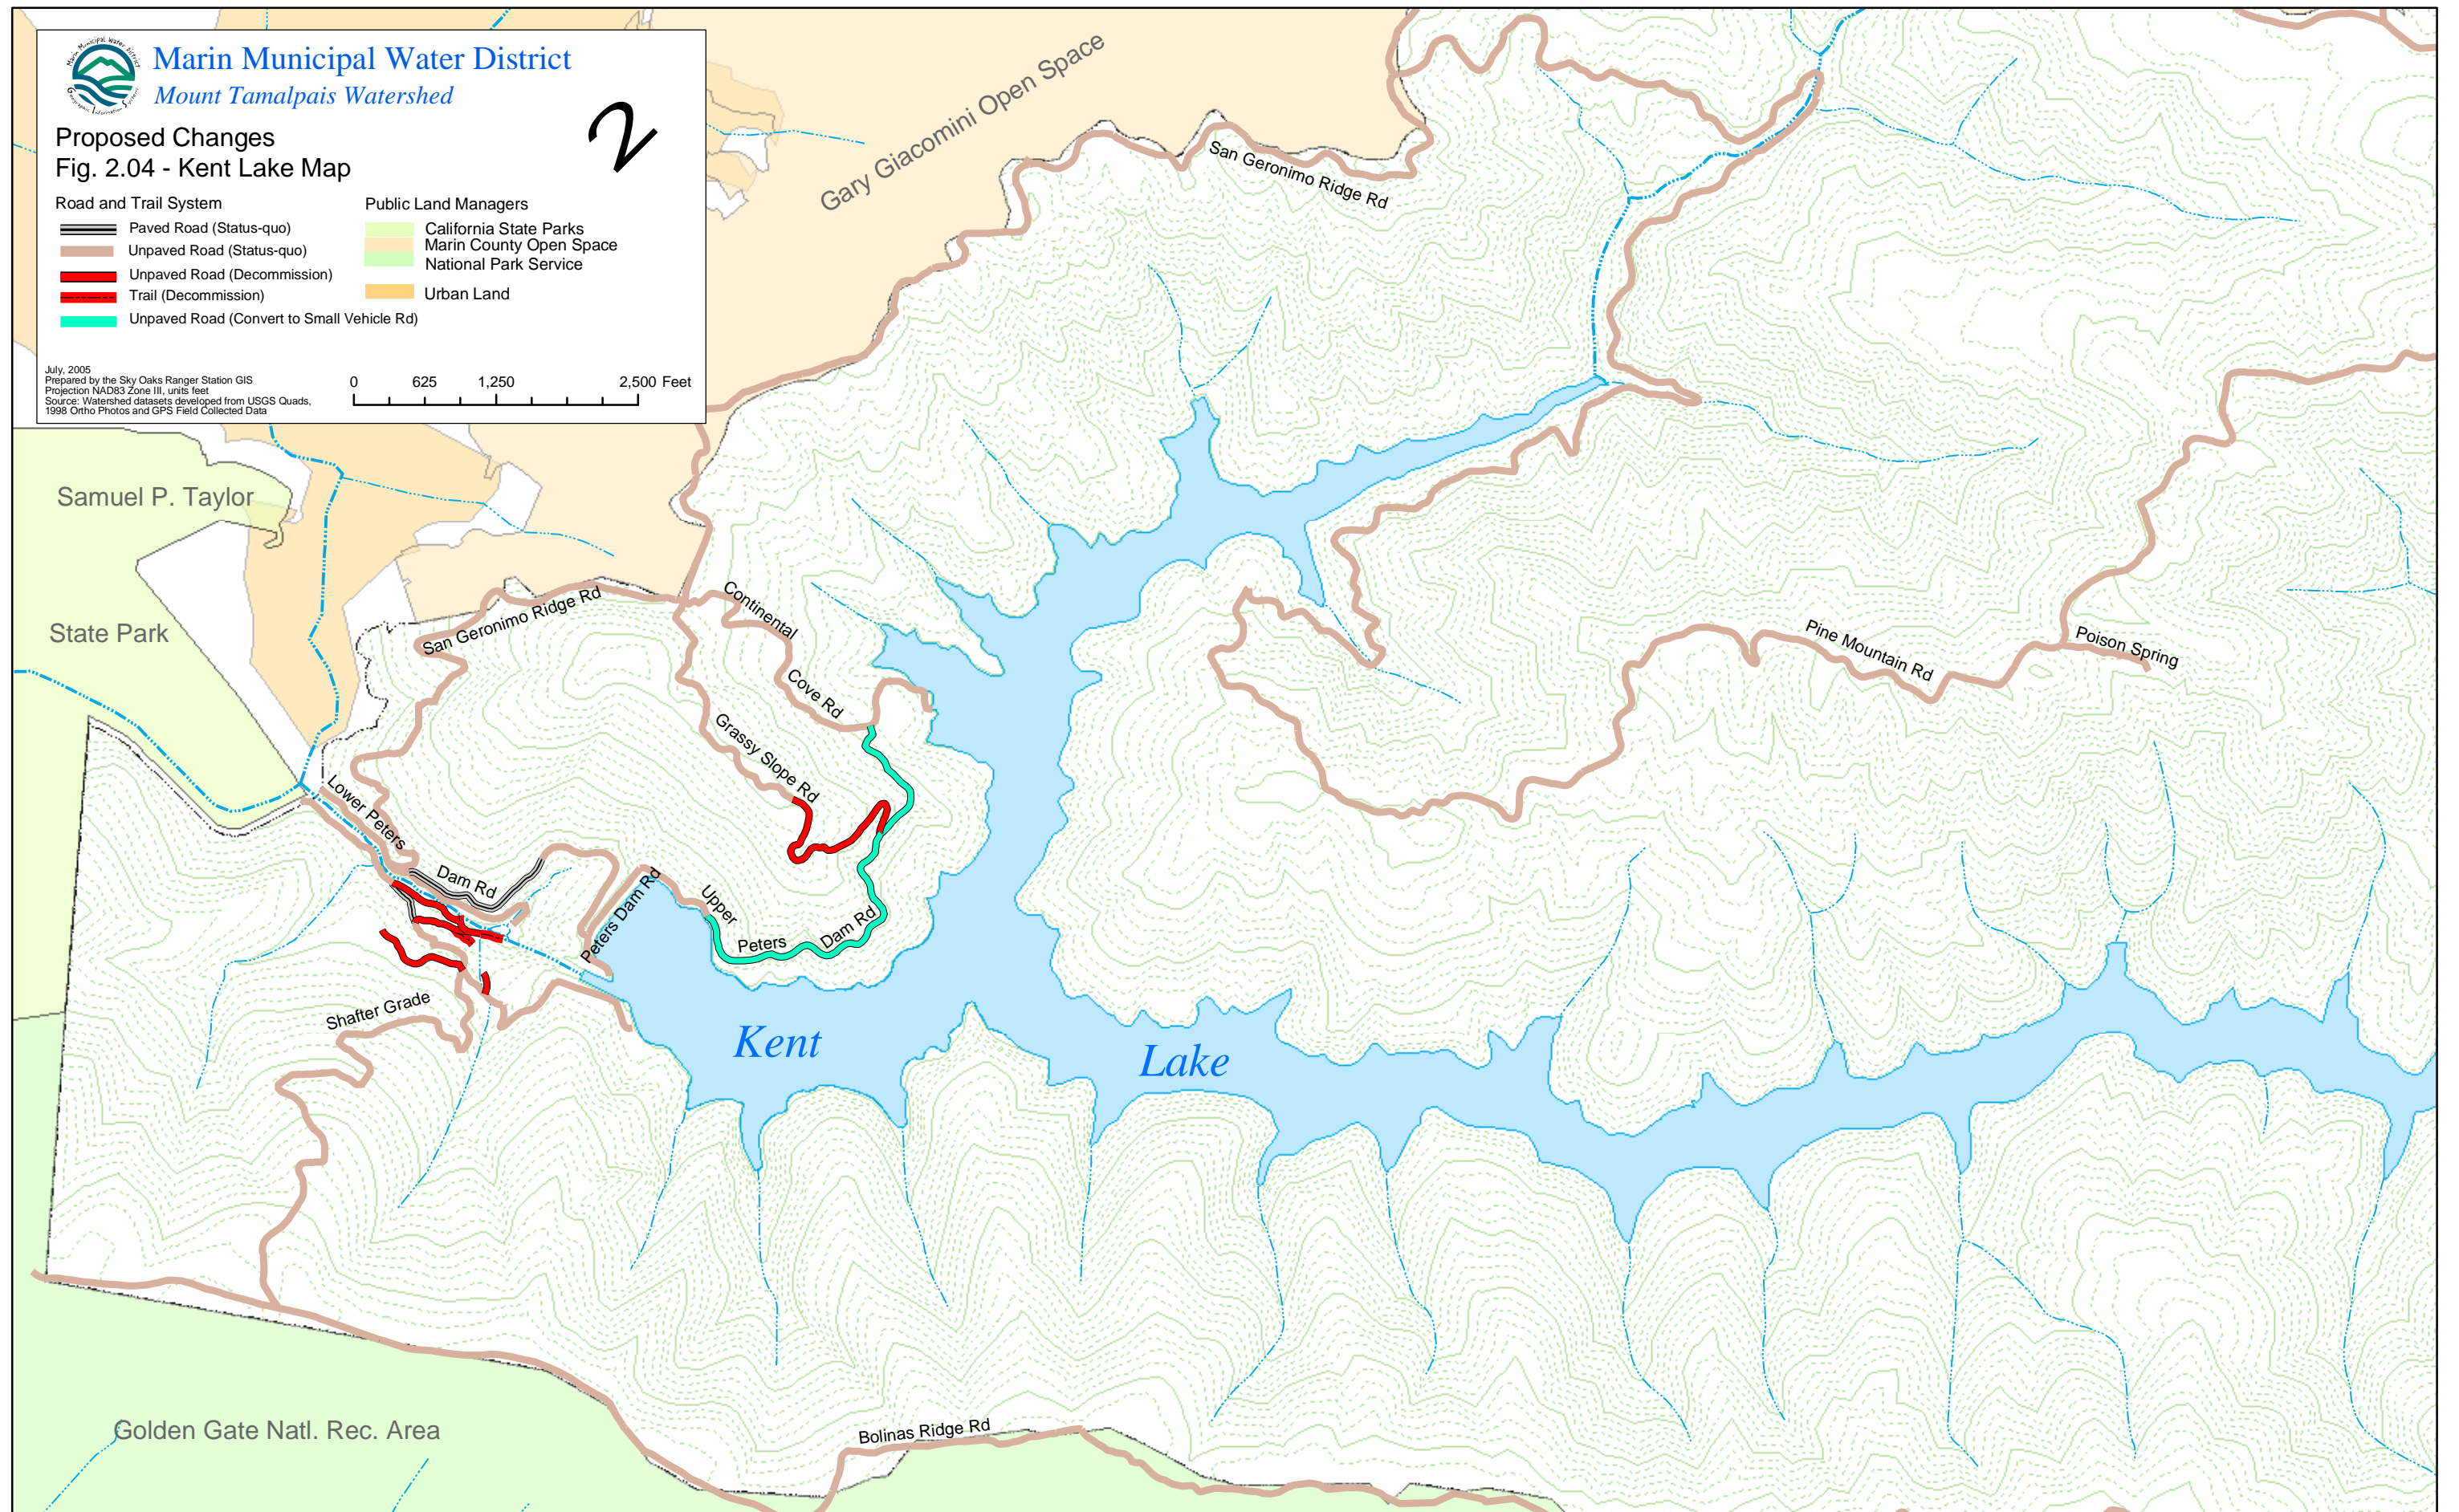 Marin Municipal Water District
Geographic Information System
Marin Municipal Water District
Mount Tamalpais Watershed
2
Proposed Changes
Fig. 2.04 - Kent Lake Map
Road and Trail System
Paved Road (Status-quo)
Unpaved Road (Status-quo)
Unpaved Road (Decommission)
Trail (Decommission)
Unpaved Road (Convert to Small Vehicle Rd)
Public Land Managers
California State Parks
Marin County Open Space
National Park Service
Urban Land
July, 2005
Prepared by the Sky Oaks Ranger Station GIS
Projection NAD83 Zone III, units feet
Source: Watershed datasets developed from USGS Quads,
1998 Ortho Photos and GPS Field Collected Data
0 625 1,250 2,500 Feet
Gary Giacomini Open Space
San Geronimo Ridge Rd
Samuel P. Taylor
State Park
San Geronimo Ridge Rd
Continental
Cove Rd
Grassy Slope Rd
Pine Mountain Rd
Poison Spring
Lower Peters
Dam Rd
Peters Dam Rd
Upper
Peters
Dam Rd
Shafter Grade
Kent
Lake
Bolinas Ridge Rd
Golden Gate Natl. Rec. Area